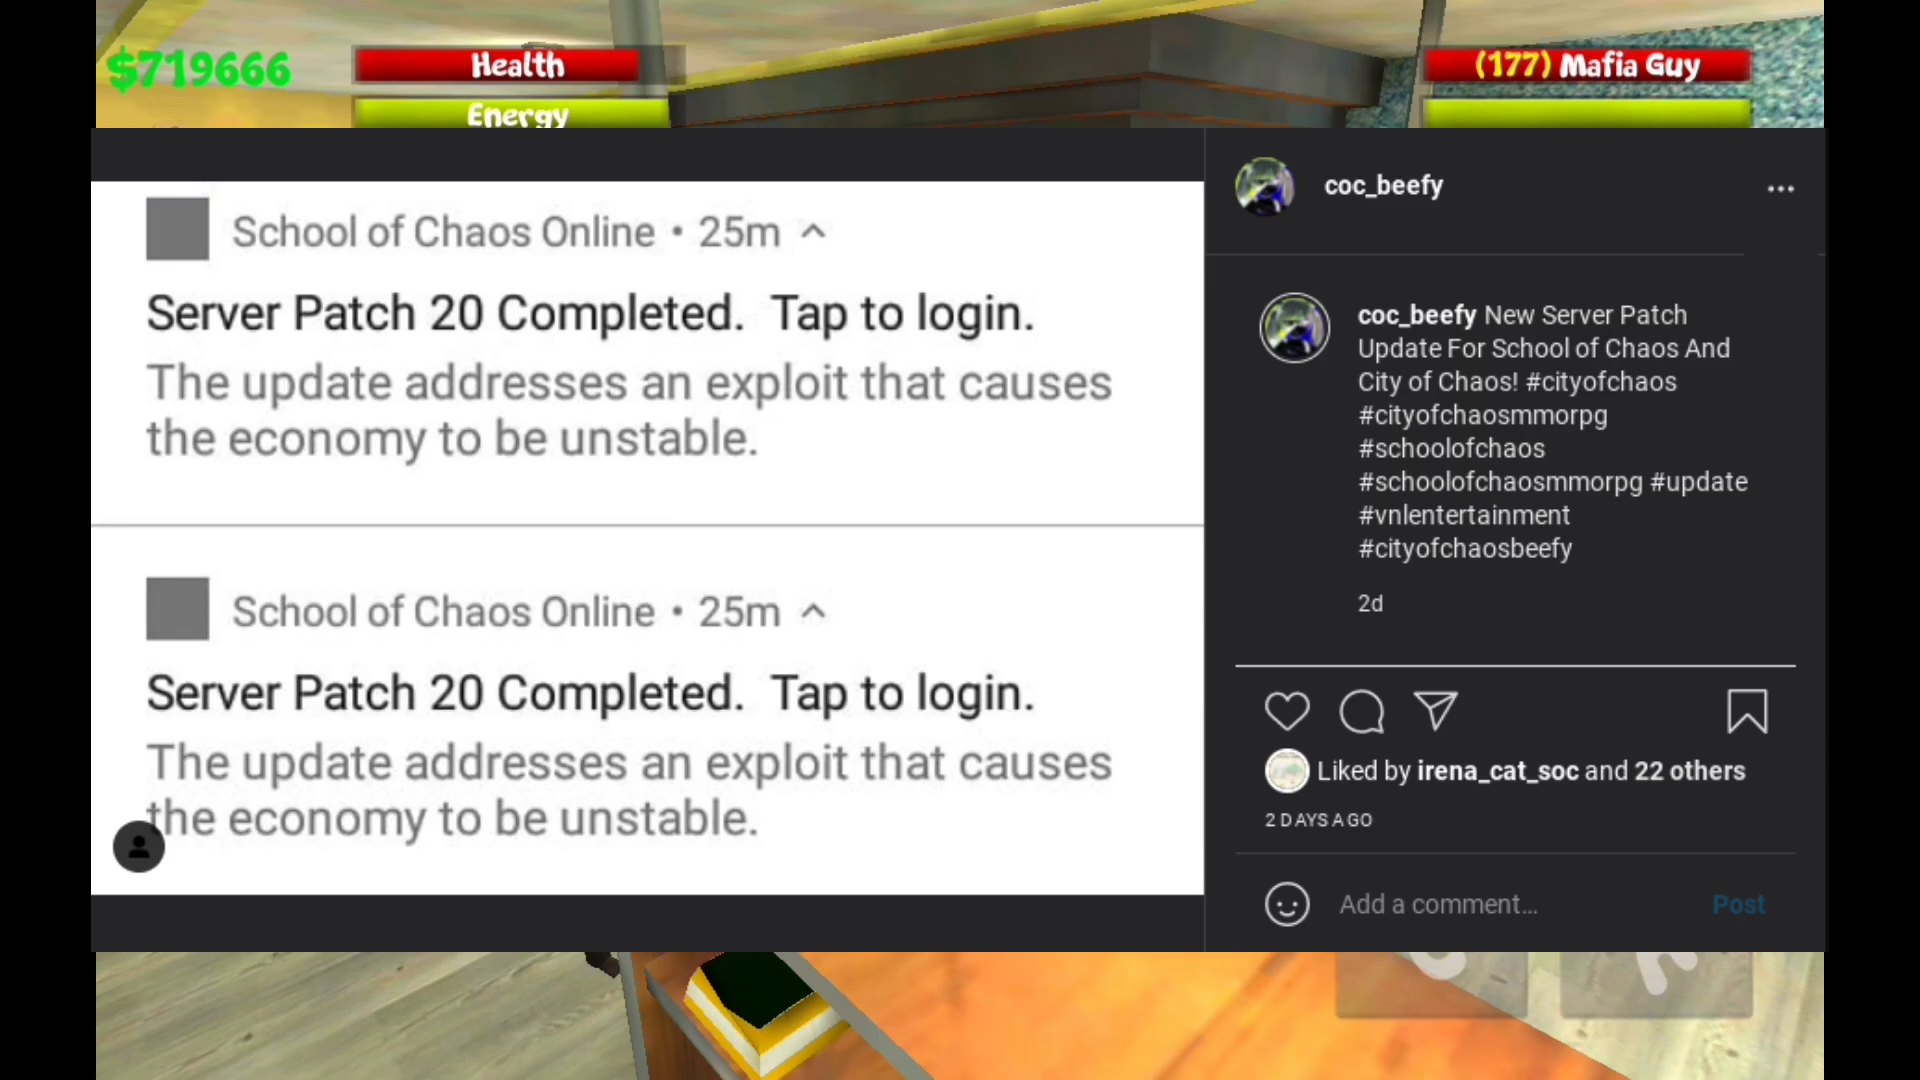 $719666
Health
Energy
(177) Mafia Guy
School of Chaos Online • 25m
Server Patch 20 Completed. Tap to login.
The update addresses an exploit that causes
the economy to be unstable.
School of Chaos Online • 25m
Server Patch 20 Completed. Tap to login.
The update addresses an exploit that causes
the economy to be unstable.
coc_beefy
coc_beefy New Server Patch
Update For School of Chaos And
City of Chaos! #cityofchaos
#cityofchaosmmorpg
#schoolofchaos
#schoolofchaosmmorpg #update
#vnlentertainment
#cityofchaosbeefy
2d
Liked by irena_cat_soc and 22 others
2 DAYS AGO
Add a comment...
Post